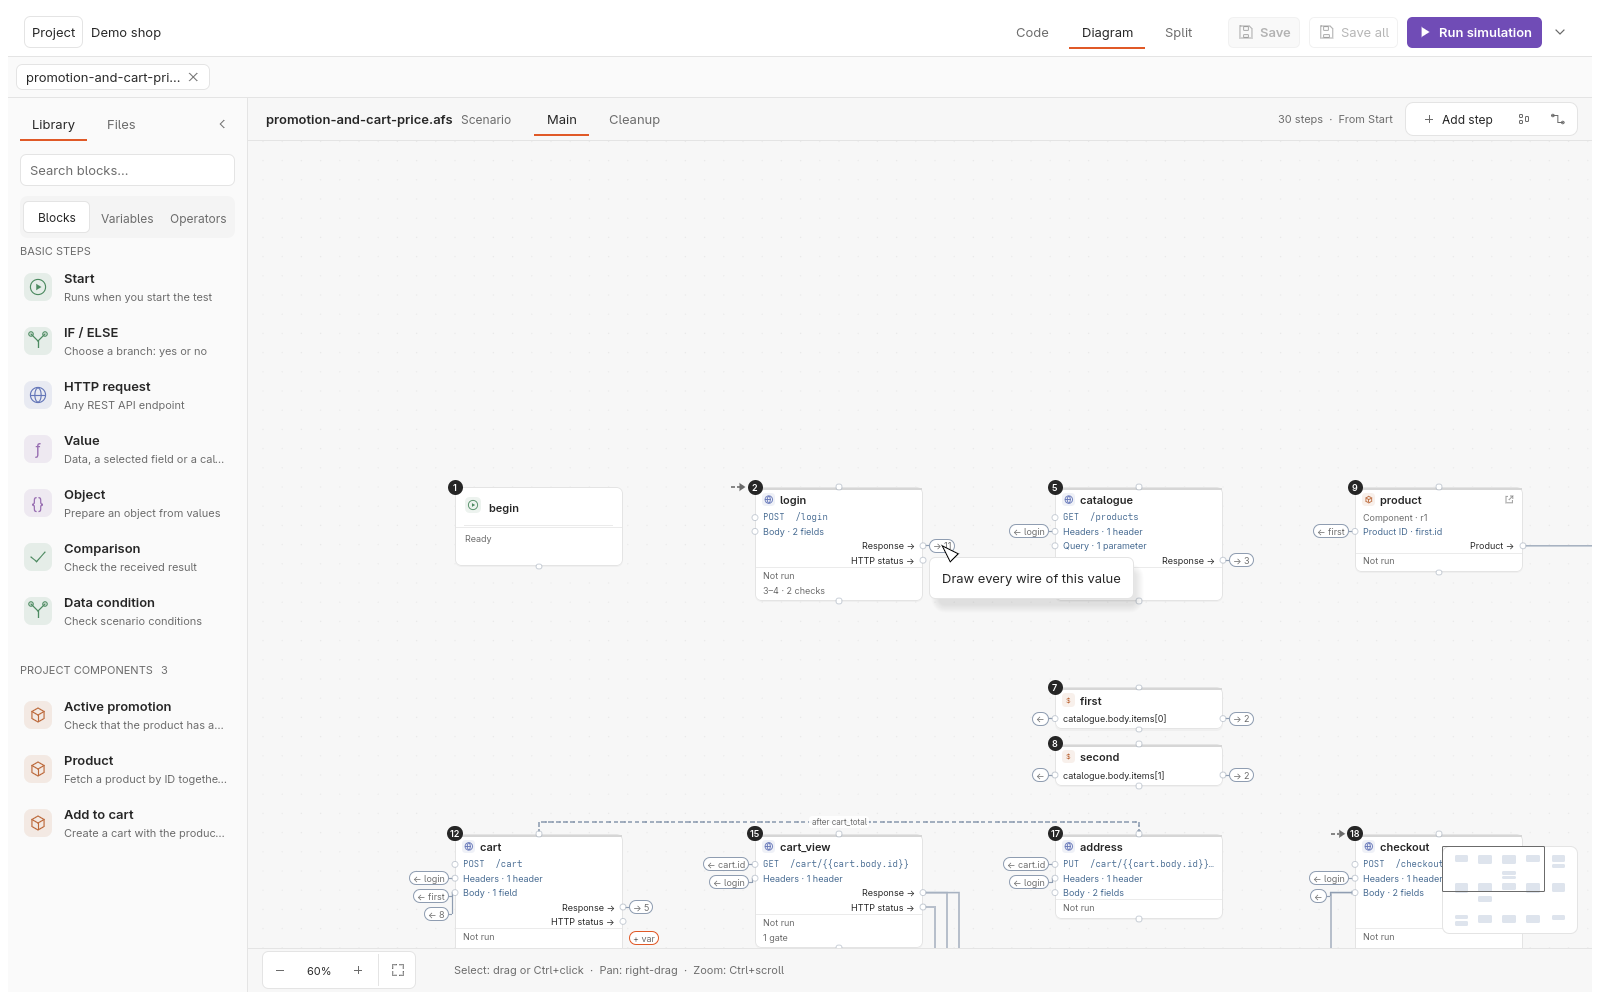 Project
Demo shop
Code
Diagram
Split
Save
Save all
Run simulation
promotion-and-cart-pri...
Library
Files
promotion-and-cart-price.afs
Scenario
Main
Cleanup
30 steps · From Start
+ Add step
Search blocks...
Blocks
Variables
Operators
BASIC STEPS
Start
Runs when you start the test
IF / ELSE
Choose a branch: yes or no
HTTP request
Any REST API endpoint
Value
Data, a selected field or a cal...
Object
Prepare an object from values
Comparison
Check the received result
Data condition
Check scenario conditions
PROJECT COMPONENTS 3
Active promotion
Check that the product has a...
Product
Fetch a product by ID togethe...
Add to cart
Create a cart with the produc...
1
begin
Ready
2
login
POST /login
Body · 2 fields
Response →
→ 11
HTTP status →
Not run
3–4 · 2 checks
Draw every wire of this value
5
catalogue
GET /products
← login
Headers · 1 header
Query · 1 parameter
Response →
→ 3
9
product
Component · r1
← first
Product ID · first.id
Product →
Not run
7
first
←
catalogue.body.items[0]
→ 2
8
second
←
catalogue.body.items[1]
→ 2
after cart_total
12
cart
POST /cart
← login
Headers · 1 header
← first
Body · 1 field
← 8
Response →
→ 5
HTTP status →
Not run
+ var
15
cart_view
← cart.id
GET /cart/{{cart.body.id}}
← login
Headers · 1 header
Response →
HTTP status →
Not run
1 gate
17
address
← cart.id
PUT /cart/{{cart.body.id}}…
← login
Headers · 1 header
Body · 2 fields
Not run
18
checkout
POST /checkout
← login
Headers · 1 header
←
Body · 2 fields
Not run
− 60% +
Select: drag or Ctrl+click · Pan: right-drag · Zoom: Ctrl+scroll